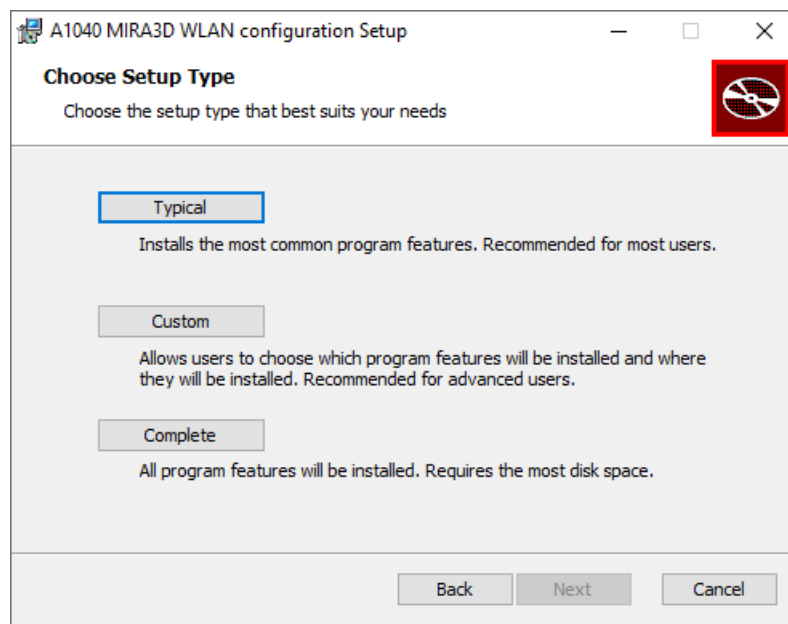 A1040 MIRA3D WLAN configuration Setup
Choose Setup Type
Choose the setup type that best suits your needs
Typical
Installs the most common program features. Recommended for most users.
Custom
Allows users to choose which program features will be installed and where
they will be installed. Recommended for advanced users.
Complete
All program features will be installed. Requires the most disk space.
Back
Next
Cancel